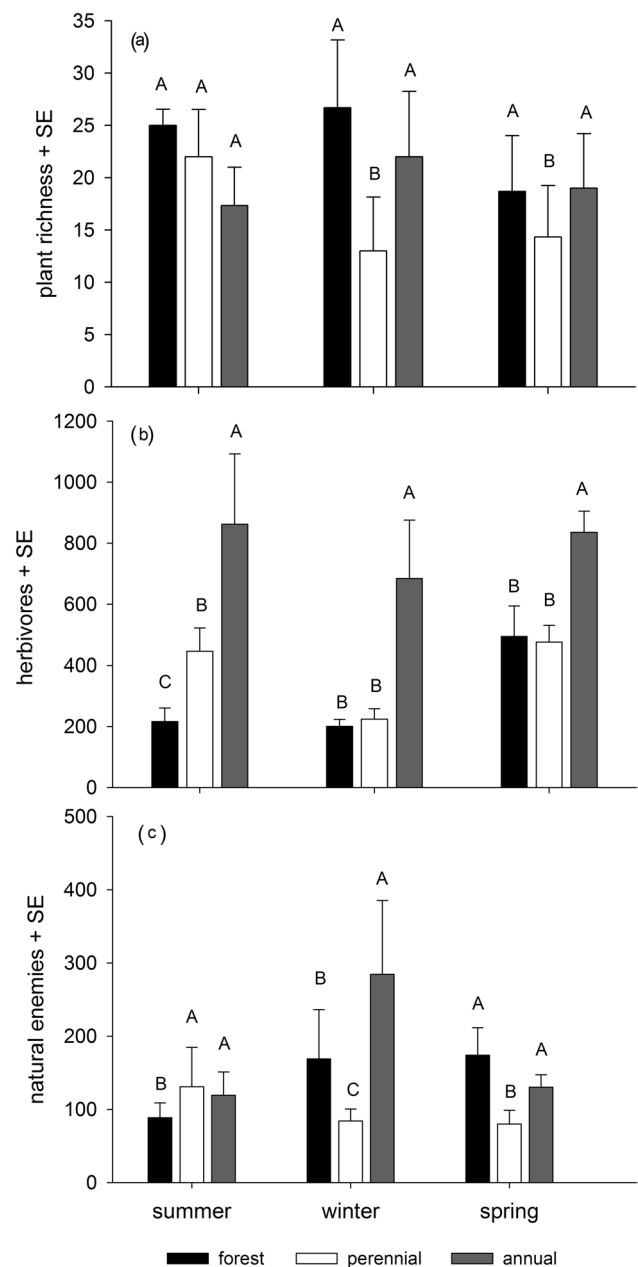 (a)
plant richness + SE
35
30
25
20
15
10
5
0
A A A
A B A
A B A
(b)
herbivores + SE
1200
1000
800
600
400
200
0
C B A
B B A
B B A
(c)
natural enemies + SE
500
400
300
200
100
0
B A A
B C A
A B A
summer winter spring
forest perennial annual